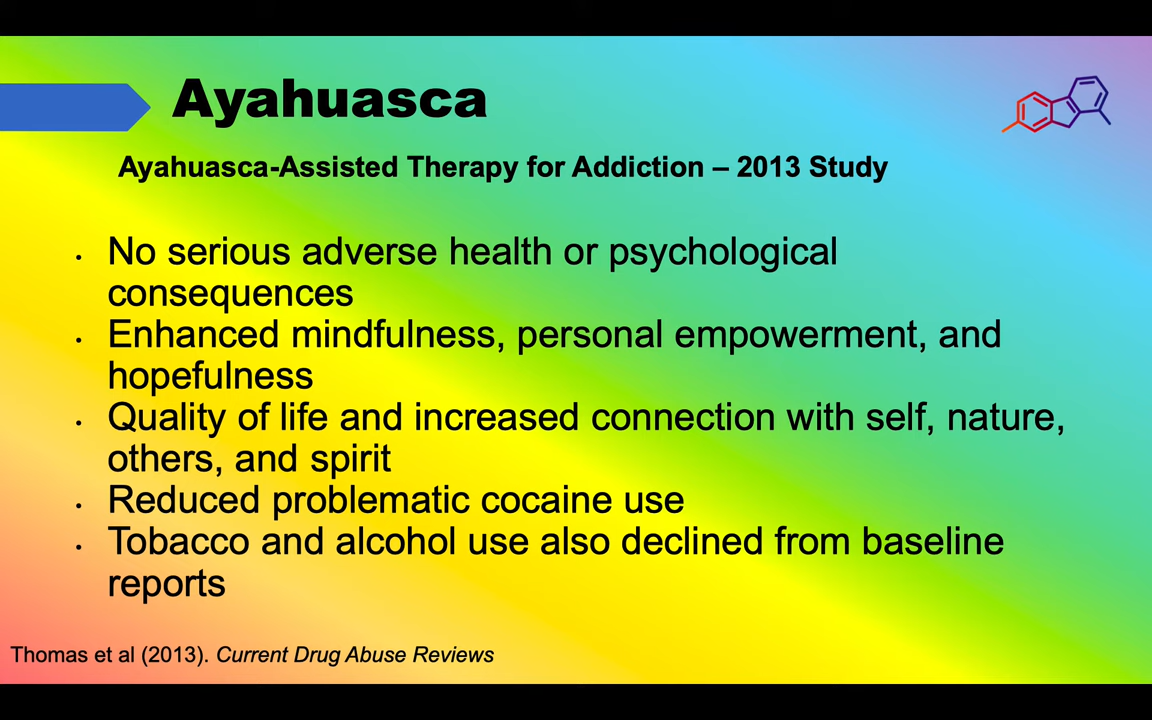 Ayahuasca
Ayahuasca-Assisted Therapy for Addiction – 2013 Study
• No serious adverse health or psychological
consequences
• Enhanced mindfulness, personal empowerment, and
hopefulness
• Quality of life and increased connection with self, nature,
others, and spirit
• Reduced problematic cocaine use
• Tobacco and alcohol use also declined from baseline
reports
Thomas et al (2013). Current Drug Abuse Reviews